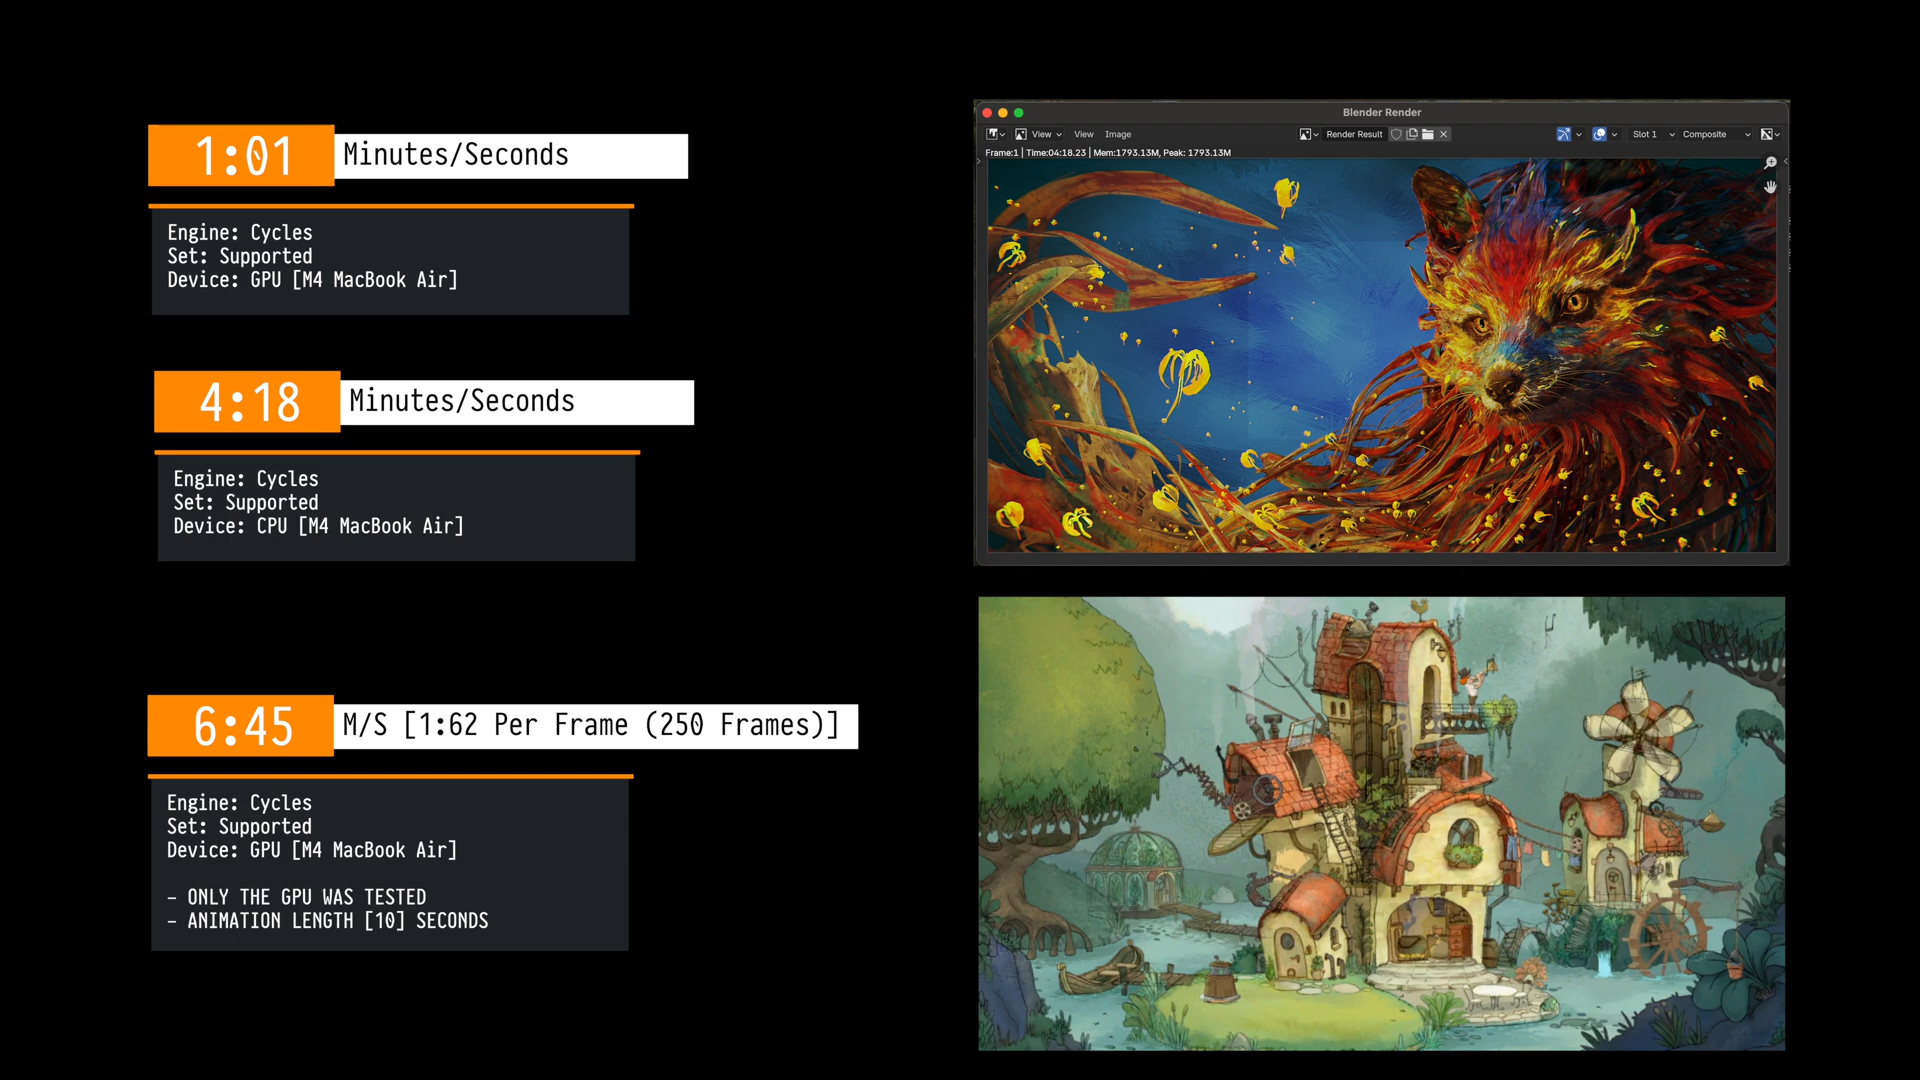 1:01 Minutes/Seconds
Engine: Cycles
Set: Supported
Device: GPU [M4 MacBook Air]
4:18 Minutes/Seconds
Engine: Cycles
Set: Supported
Device: CPU [M4 MacBook Air]
6:45 M/S [1:62 Per Frame (250 Frames)]
Engine: Cycles
Set: Supported
Device: GPU [M4 MacBook Air]
- ONLY THE GPU WAS TESTED
- ANIMATION LENGTH [10] SECONDS
Blender Render
View View Image Render Result Slot 1 Composite
Frame:1 | Time:04:18.23 | Mem:1793.13M, Peak: 1793.13M